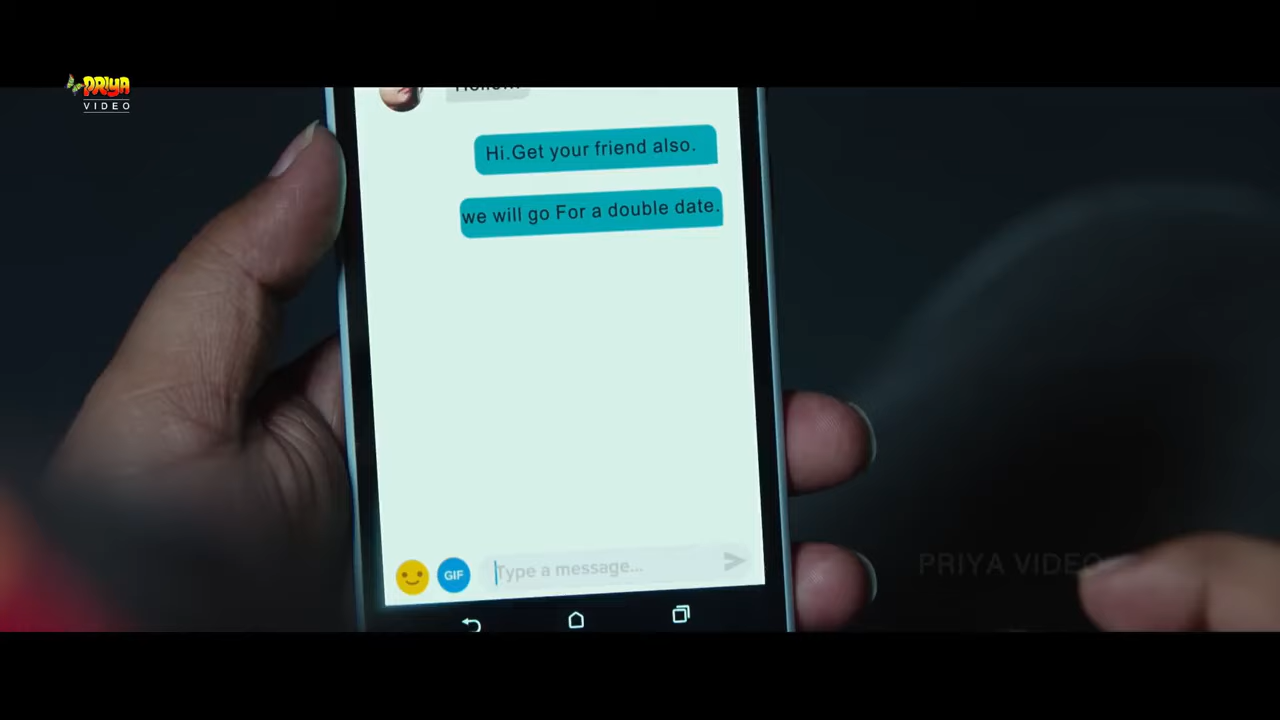 PRIYA
VIDEO
Hi.Get your friend also.
we will go For a double date.
PRIYA VIDEO
GIF
Type a message...